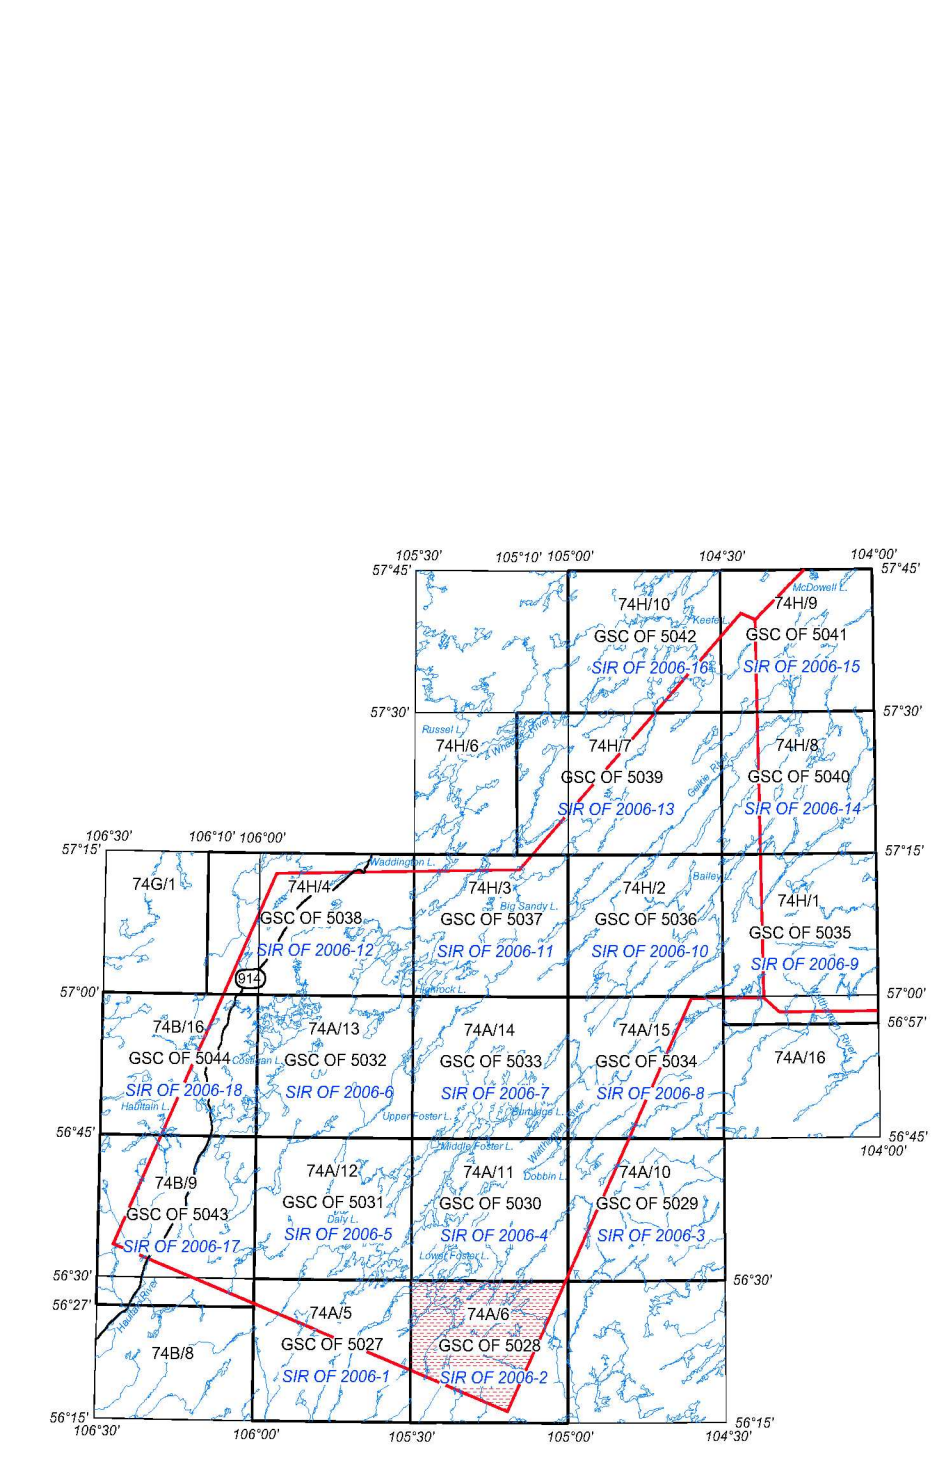 105°30'
105°10' 105°00'
104°30'
104°00'
57°45'
57°45'
McDowell L.
74H/10
Keefe L.
74H/9
GSC OF 5042
GSC OF 5041
SIR OF 2006-16
SIR OF 2006-15
57°30'
57°30'
Russel L.
Wheeler River
74H/6
74H/7
74H/8
GSC OF 5039
Geikie River
GSC OF 5040
SIR OF 2006-13
SIR OF 2006-14
106°30'
106°10' 106°00'
57°15'
57°15'
Waddington L.
74G/1
74H/4
74H/3
74H/2
Bailey L.
74H/1
Big Sandy L.
GSC OF 5038
GSC OF 5037
GSC OF 5036
GSC OF 5035
SIR OF 2006-12
SIR OF 2006-11
SIR OF 2006-10
SIR OF 2006-9
914
Highrock L.
57°00'
57°00'
56°57'
74B/16
74A/13
74A/14
74A/15
Wathaman River
74A/16
GSC OF 5044
Costigan L.
GSC OF 5032
GSC OF 5033
GSC OF 5034
SIR OF 2006-18
SIR OF 2006-6
SIR OF 2006-7
SIR OF 2006-8
Haultain L.
Upper Foster L.
Burbidge L.
56°45'
56°45'
Middle Foster L.
Wathaman River
104°00'
74B/9
74A/12
74A/11
Dobbin L.
74A/10
GSC OF 5043
GSC OF 5031
GSC OF 5030
GSC OF 5029
Daly L.
SIR OF 2006-17
SIR OF 2006-5
SIR OF 2006-4
SIR OF 2006-3
Lower Foster L.
56°30'
56°30'
Haultain River
56°27'
74A/5
74A/6
74B/8
GSC OF 5027
GSC OF 5028
SIR OF 2006-1
SIR OF 2006-2
56°15'
56°15'
106°30'
106°00'
105°30'
105°00'
104°30'